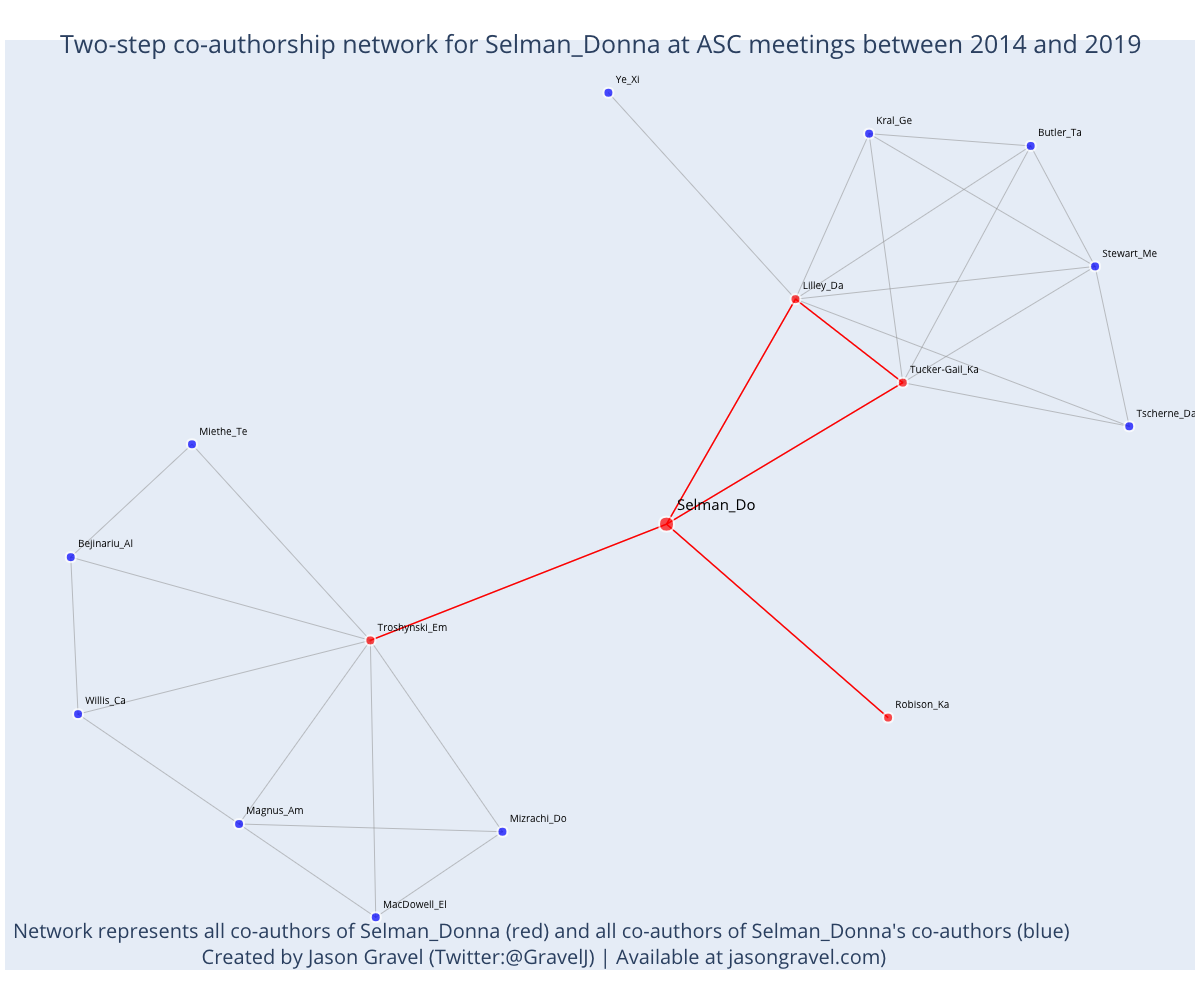 Two-step co-authorship network for Selman_Donna at ASC meetings between 2014 and 2019
Ye_Xi
Kral_Ge
Butler_Ta
Stewart_Me
Lilley_Da
Tucker-Gail_Ka
Tscherne_Da
Miethe_Te
Selman_Do
Bejinariu_Al
Troshynski_Em
Willis_Ca
Robison_Ka
Magnus_Am
Mizrachi_Do
MacDowell_El
Network represents all co-authors of Selman_Donna (red) and all co-authors of Selman_Donna's co-authors (blue)
Created by Jason Gravel (Twitter:@GravelJ) | Available at jasongravel.com)